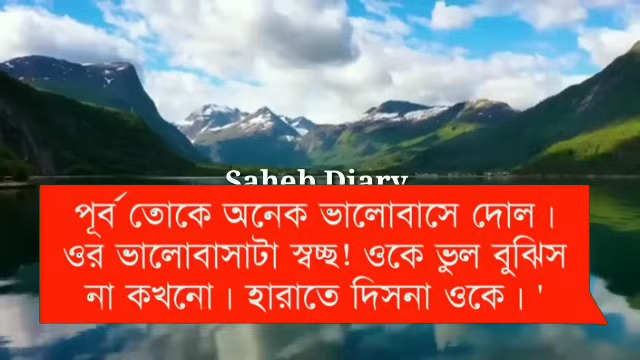 Saheb Diary
পূর্ব তোকে অনেক ভালোবাসে দোল।
ওর ভালোবাসাটা স্বচ্ছ! ওকে ভুল বুঝিস
না কখনো। হারাতে দিসনা ওকে। '